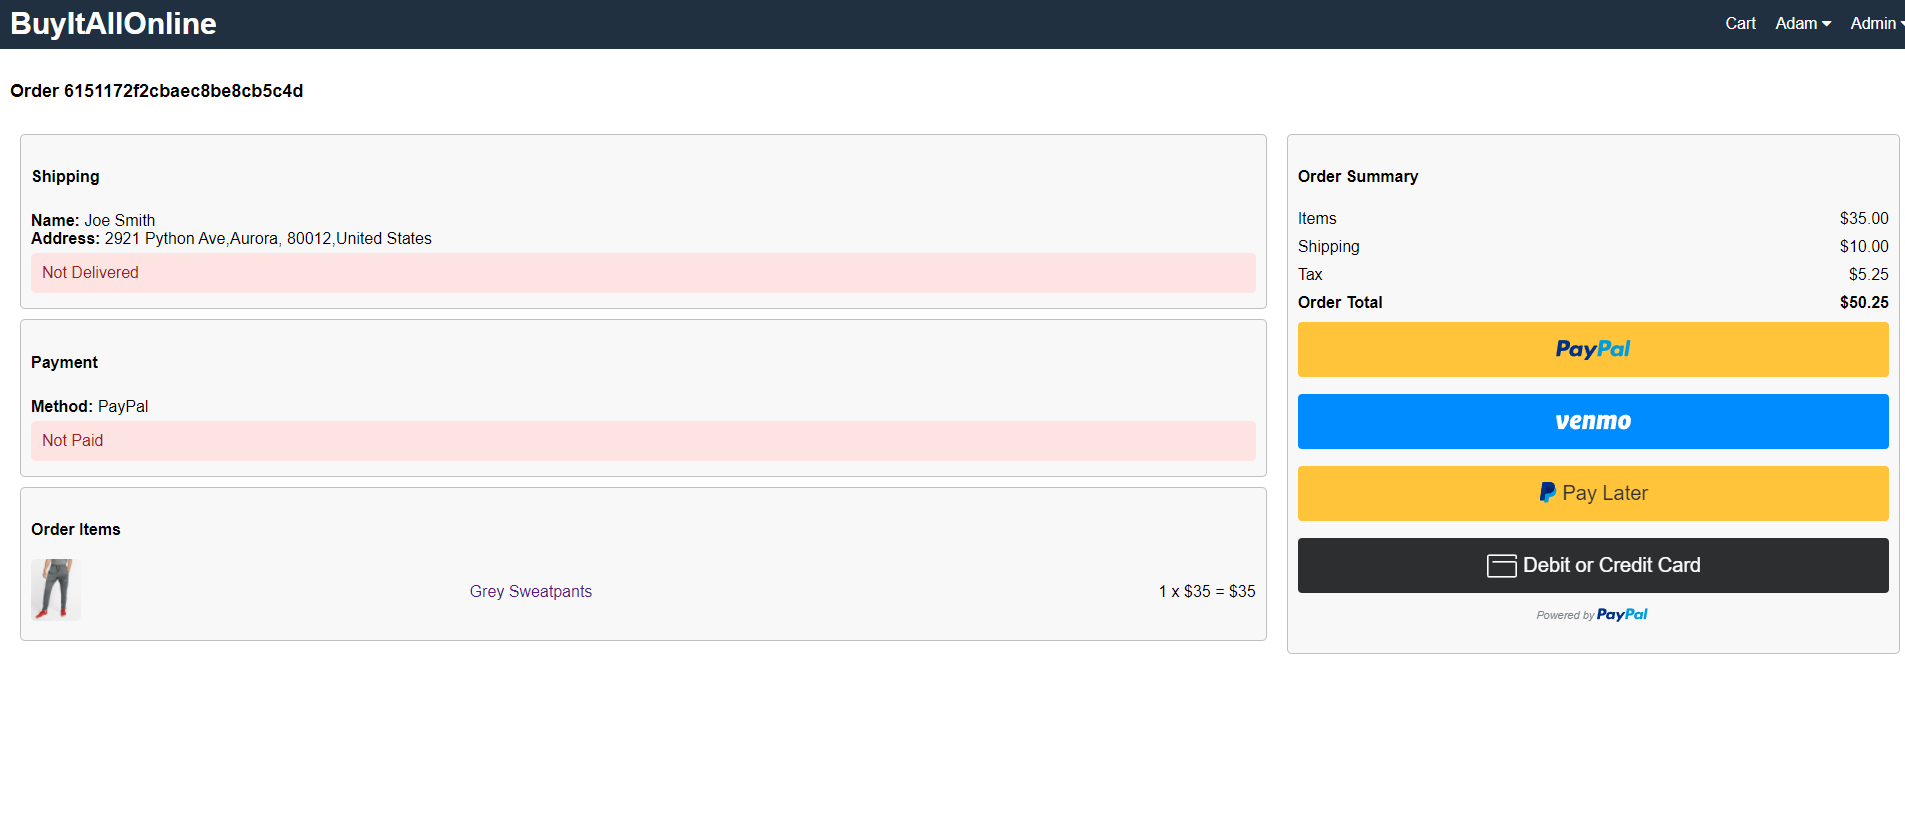 BuyItAllOnline
Cart Adam Admin
Order 6151172f2cbaec8be8cb5c4d
Shipping
Name: Joe Smith
Address: 2921 Python Ave,Aurora, 80012,United States
Not Delivered
Payment
Method: PayPal
Not Paid
Order Items
Grey Sweatpants 1 x $35 = $35
Order Summary
Items $35.00
Shipping $10.00
Tax $5.25
Order Total $50.25
PayPal
venmo
Pay Later
Debit or Credit Card
Powered by PayPal